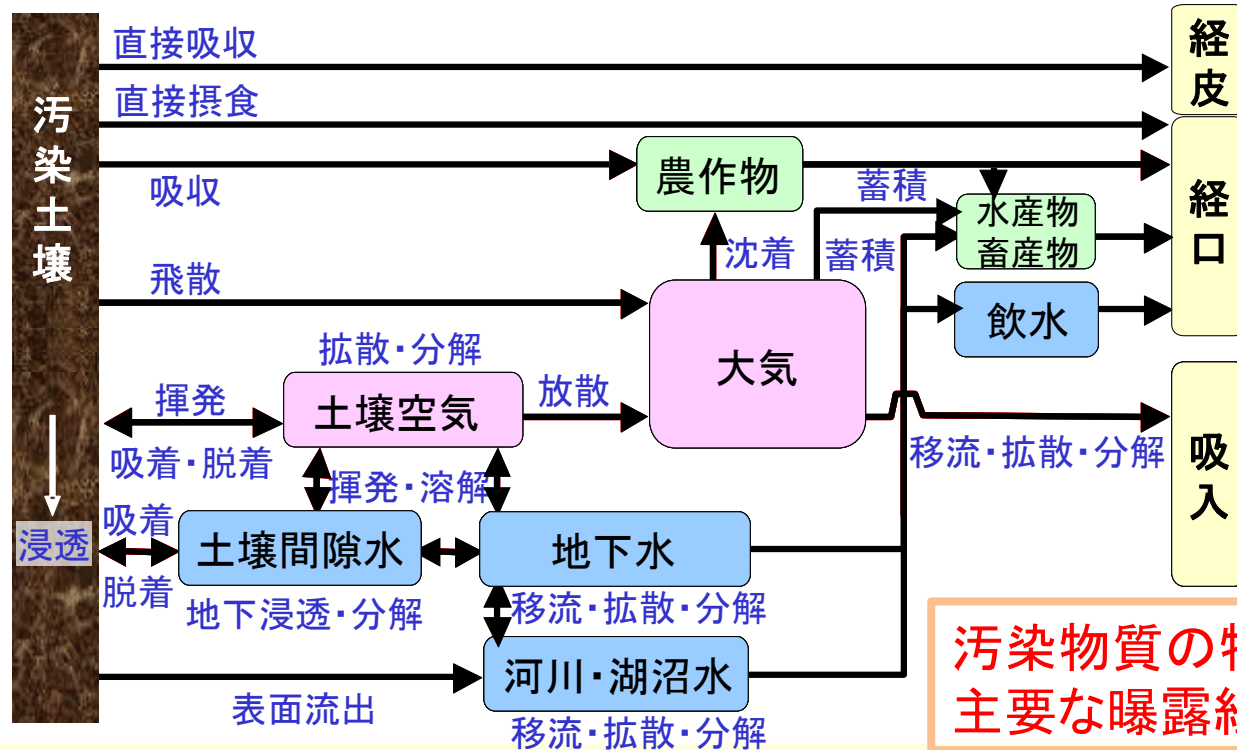 汚染土壌
直接吸収
経皮
直接摂食
経口
吸収
農作物
蓄積
水産物
畜産物
沈着
蓄積
飛散
大気
飲水
拡散・分解
揮発
土壌空気
放散
吸着・脱着
移流・拡散・分解
吸入
揮発・溶解
浸透
吸着
脱着
土壌間隙水
地下水
地下浸透・分解
移流・拡散・分解
河川・湖沼水
表面流出
移流・拡散・分解
汚染物質の
主要な曝露